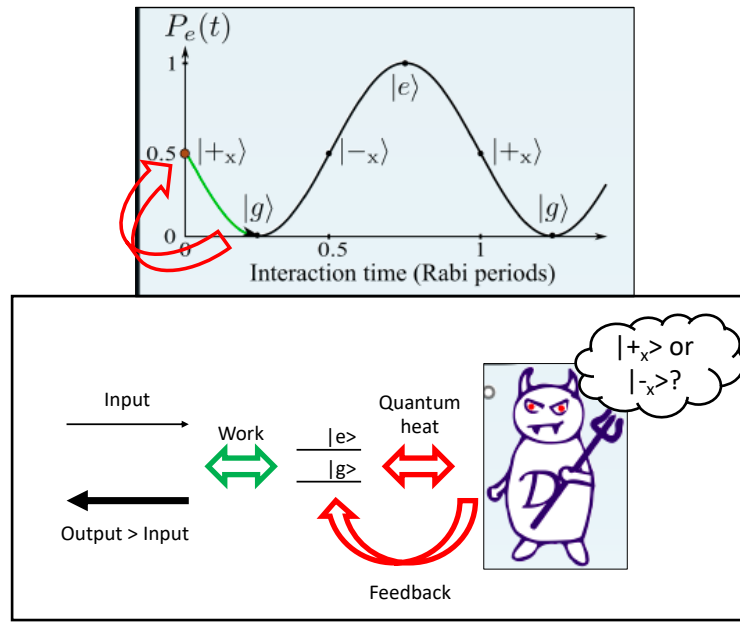 P_e(t)
1
|e⟩
0.5
|+ₓ⟩
|-ₓ⟩
|+ₓ⟩
|g⟩
|g⟩
0
0
0.5
1
Interaction time (Rabi periods)
|+ₓ> or
|-ₓ>?
Input
Quantum
heat
Work
|e>
|g>
D
Output > Input
Feedback